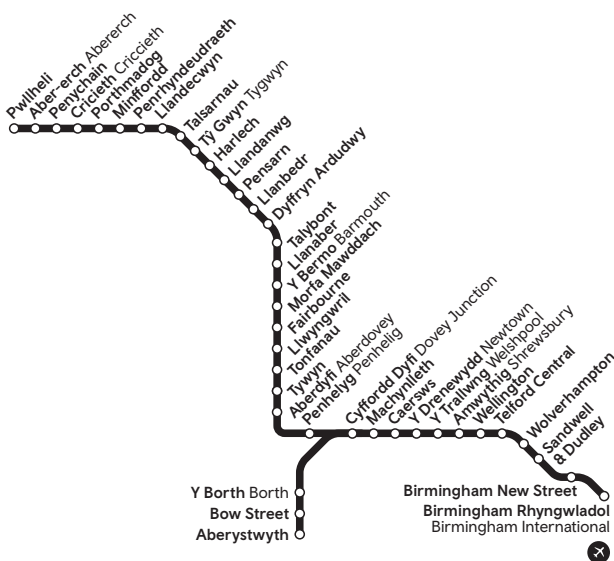 Pwllheli
Aber-erch Abererch
Penychain
Cricieth Criccieth
Porthmadog
Minffordd
Penrhyndeudraeth
Llandecwyn
Talsarnau
Tŷ Gwyn Tygwyn
Harlech
Llandanwg
Pensarn
Llanbedr
Dyffryn Ardudwy
Talybont
Llanaber
Y Bermo Barmouth
Morfa Mawddach
Fairbourne
Llwyngwril
Tonfanau
Tywyn
Aberdyfi Aberdovey
Penhelyg Penhelig
Cyffordd Dyfi Dovey Junction
Machynlleth
Caersws
Y Drenewydd Newtown
Y Trallwng Welshpool
Amwythig Shrewsbury
Wellington
Telford Central
Wolverhampton
Sandwell
& Dudley
Birmingham New Street
Birmingham Rhyngwladol
Birmingham International
Y Borth Borth
Bow Street
Aberystwyth